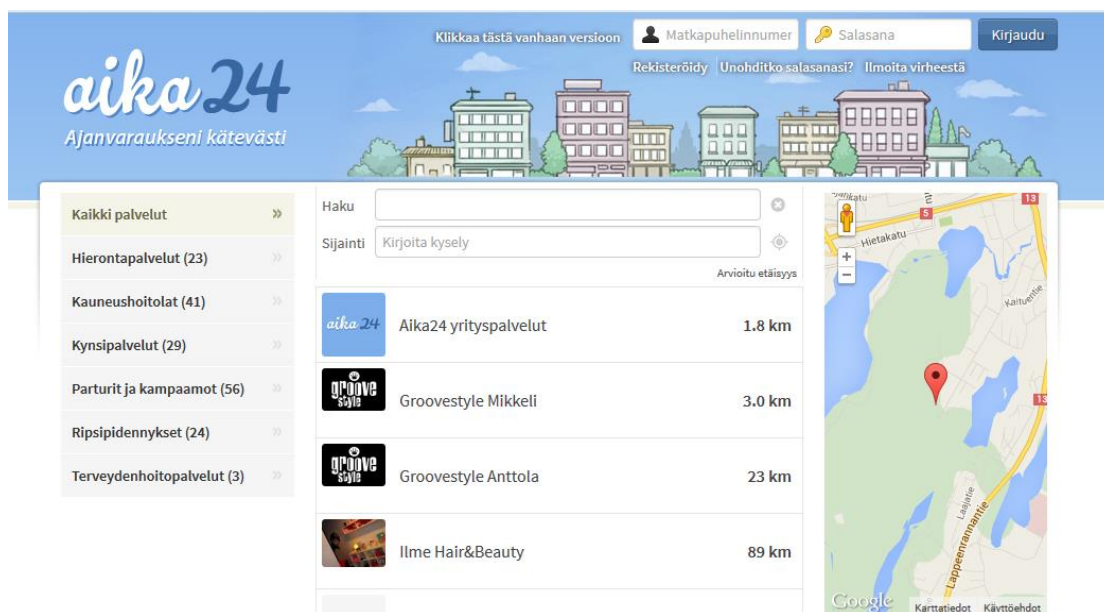 Klikkaa tästä vanhaan versioon
Matkapuhelinnumer
Salasana
Kirjaudu
Rekisteröidy Unohditko salasanasi? Ilmoita virheestä
aika24
Ajanvaraukseni kätevästi
Kaikki palvelut »
Hierontapalvelut (23) »
Kauneushoitolat (41) »
Kynsipalvelut (29) »
Parturit ja kampaamot (56) »
Ripsipidennykset (24) »
Terveydenhoitopalvelut (3) »
Haku
Sijainti Kirjoita kysely
Arvioitu etäisyys
aika 24 Aika24 yrityspalvelut 1.8 km
groove style Groovestyle Mikkeli 3.0 km
groove style Groovestyle Anttola 23 km
Ilme Hair&Beauty 89 km
13
5
Hietakatu
+
−
Kaituentie
13
Laajatie
Lappeenrannantie
Google Karttatiedot Käyttöehdot